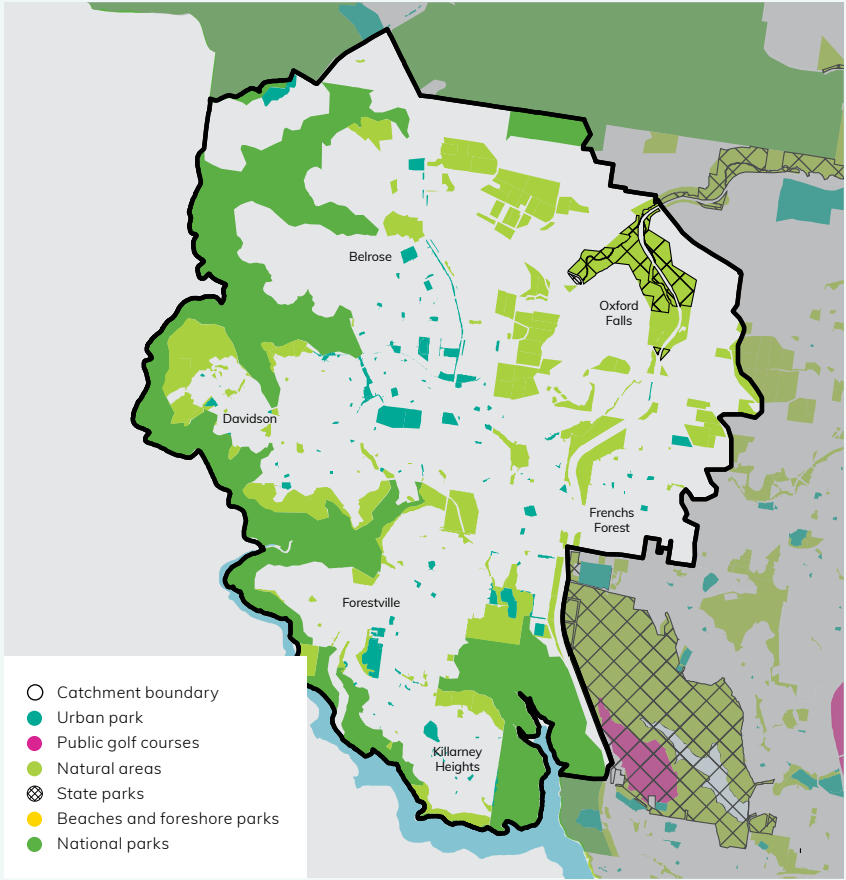 Belrose
Oxford
Falls
Davidson
Frenchs
Forest
Forestville
Killarney
Heights
Catchment boundary
Urban park
Public golf courses
Natural areas
State parks
Beaches and foreshore parks
National parks